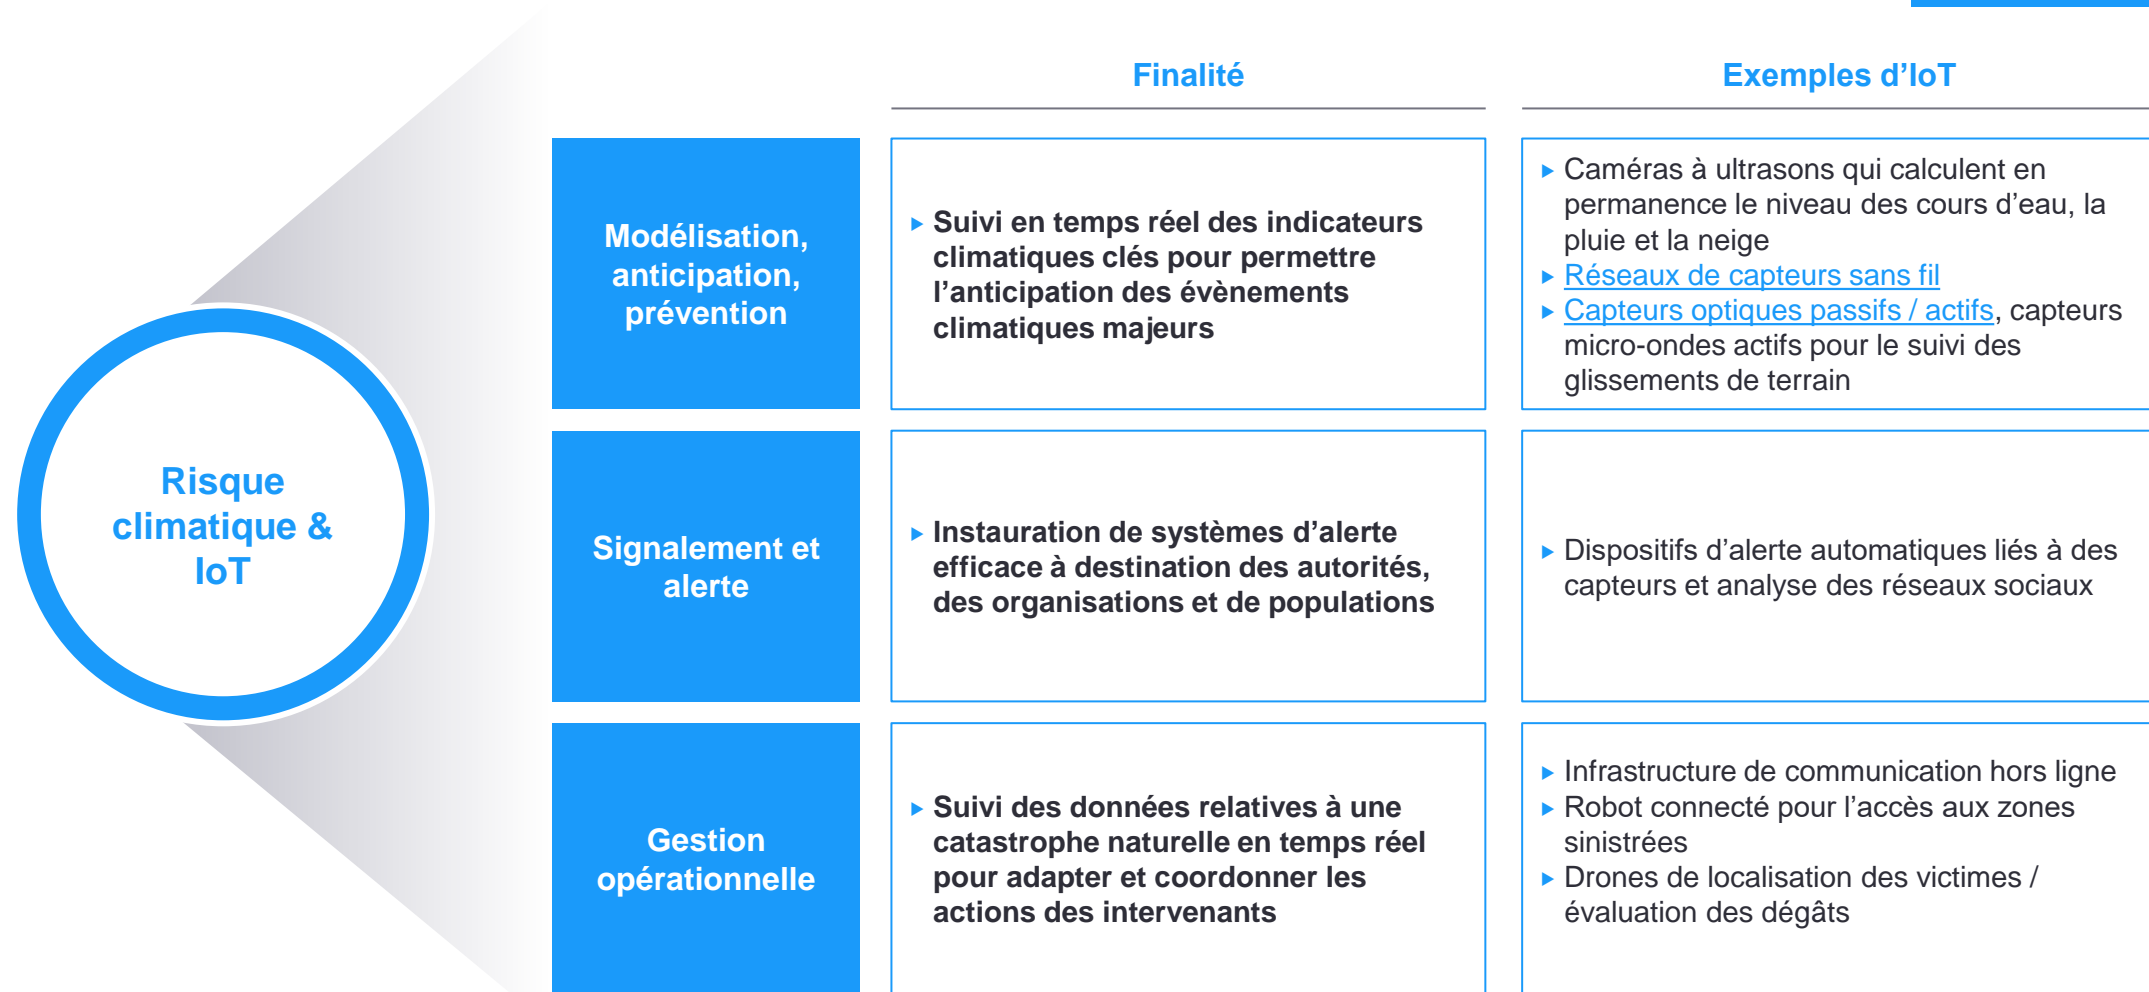 Finalité
Exemples d’IoT
Risque
climatique &
IoT
Modélisation,
anticipation,
prévention
▸ Suivi en temps réel des indicateurs
climatiques clés pour permettre
l’anticipation des évènements
climatiques majeurs
▸ Caméras à ultrasons qui calculent en
permanence le niveau des cours d’eau, la
pluie et la neige
▸ Réseaux de capteurs sans fil
▸ Capteurs optiques passifs / actifs, capteurs
micro-ondes actifs pour le suivi des
glissements de terrain
Signalement et
alerte
▸ Instauration de systèmes d’alerte
efficace à destination des autorités,
des organisations et de populations
▸ Dispositifs d’alerte automatiques liés à des
capteurs et analyse des réseaux sociaux
Gestion
opérationnelle
▸ Suivi des données relatives à une
catastrophe naturelle en temps réel
pour adapter et coordonner les
actions des intervenants
▸ Infrastructure de communication hors ligne
▸ Robot connecté pour l’accès aux zones
sinistrées
▸ Drones de localisation des victimes /
évaluation des dégâts